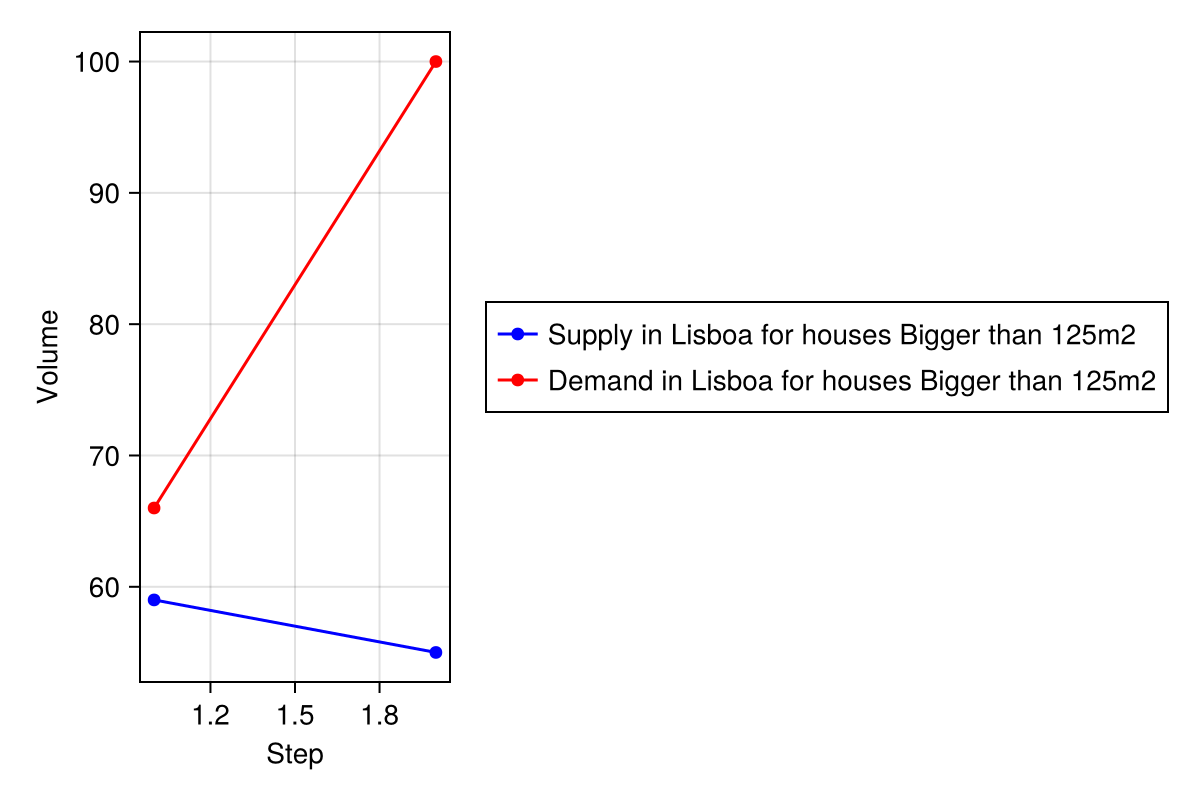 100
90
80
70
60
Volume
1.2 1.5 1.8
Step
Supply in Lisboa for houses Bigger than 125m2
Demand in Lisboa for houses Bigger than 125m2